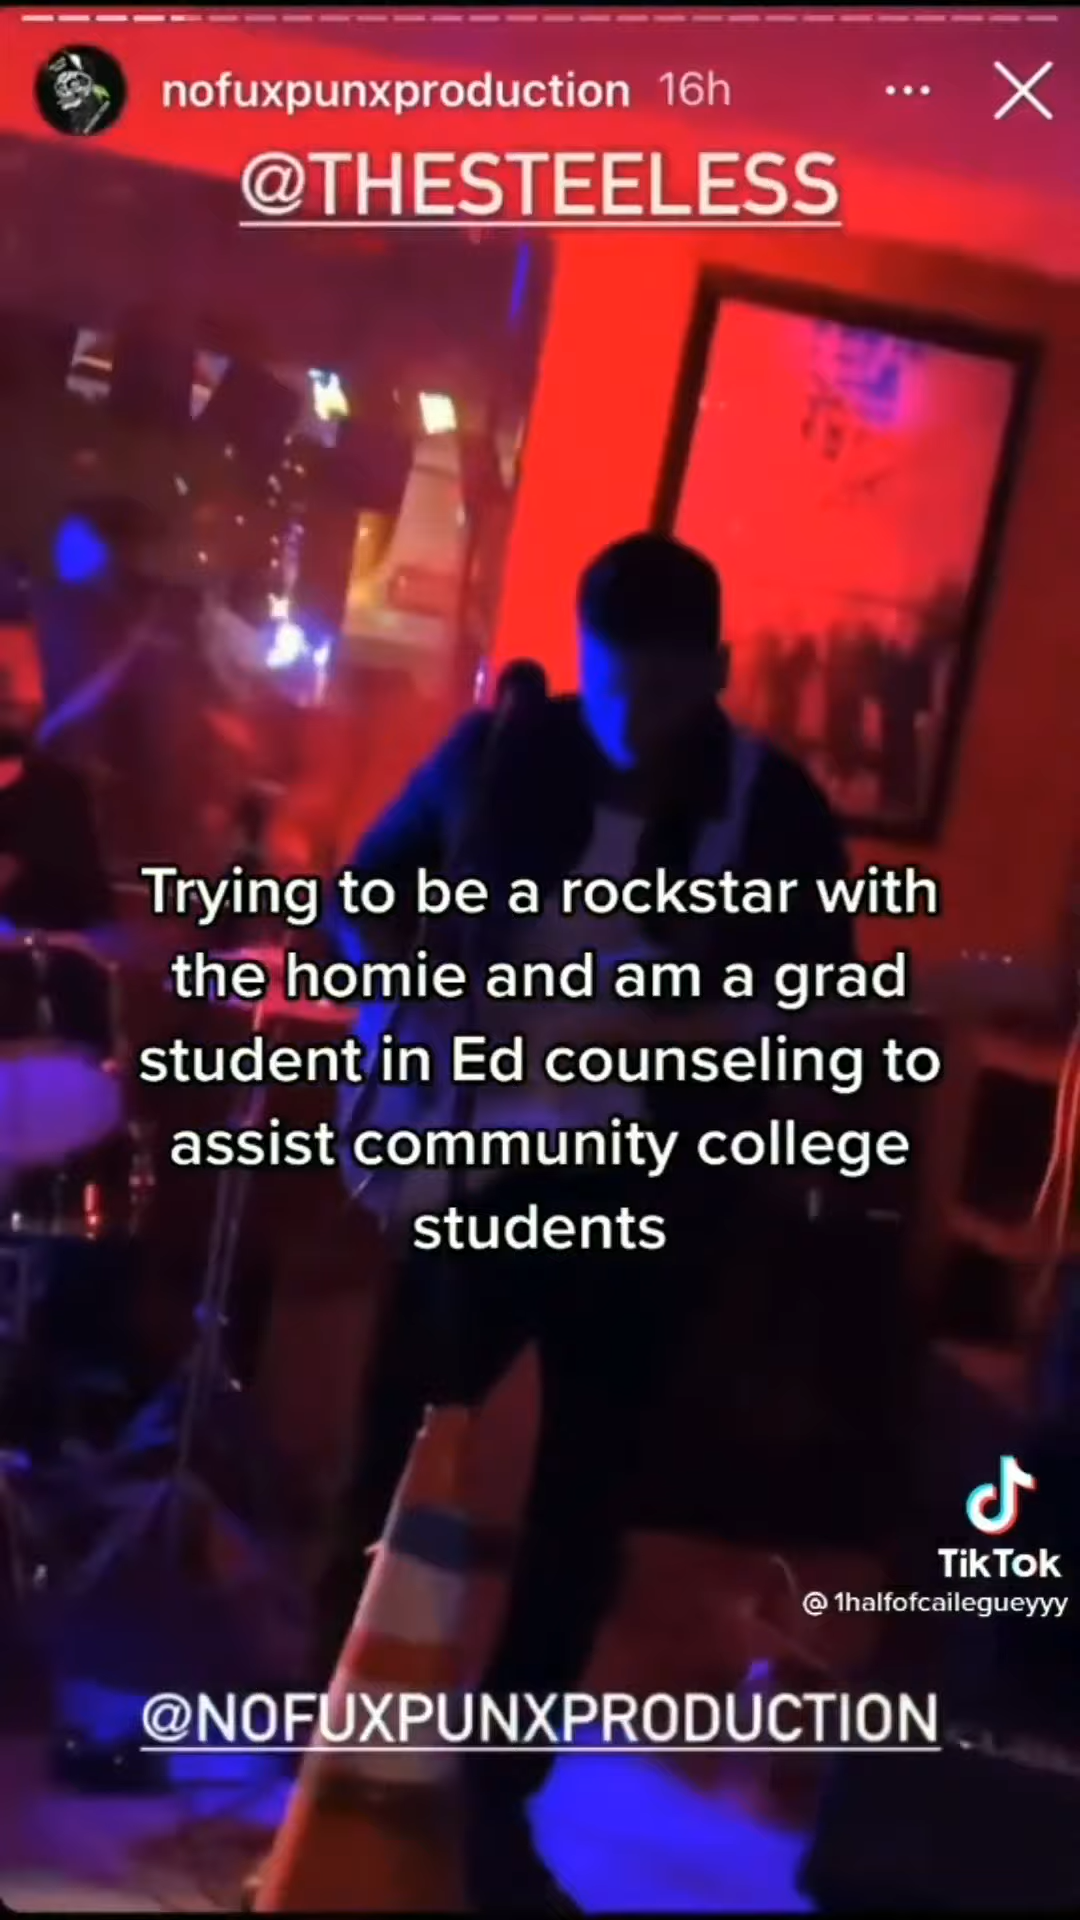 nofuxpunxproduction 16h
@THESTEELESS
Trying to be a rockstar with
the homie and am a grad
student in Ed counseling to
assist community college
students
TikTok
@1halfofcailegueyyy
@NOFUXPUNXPRODUCTION